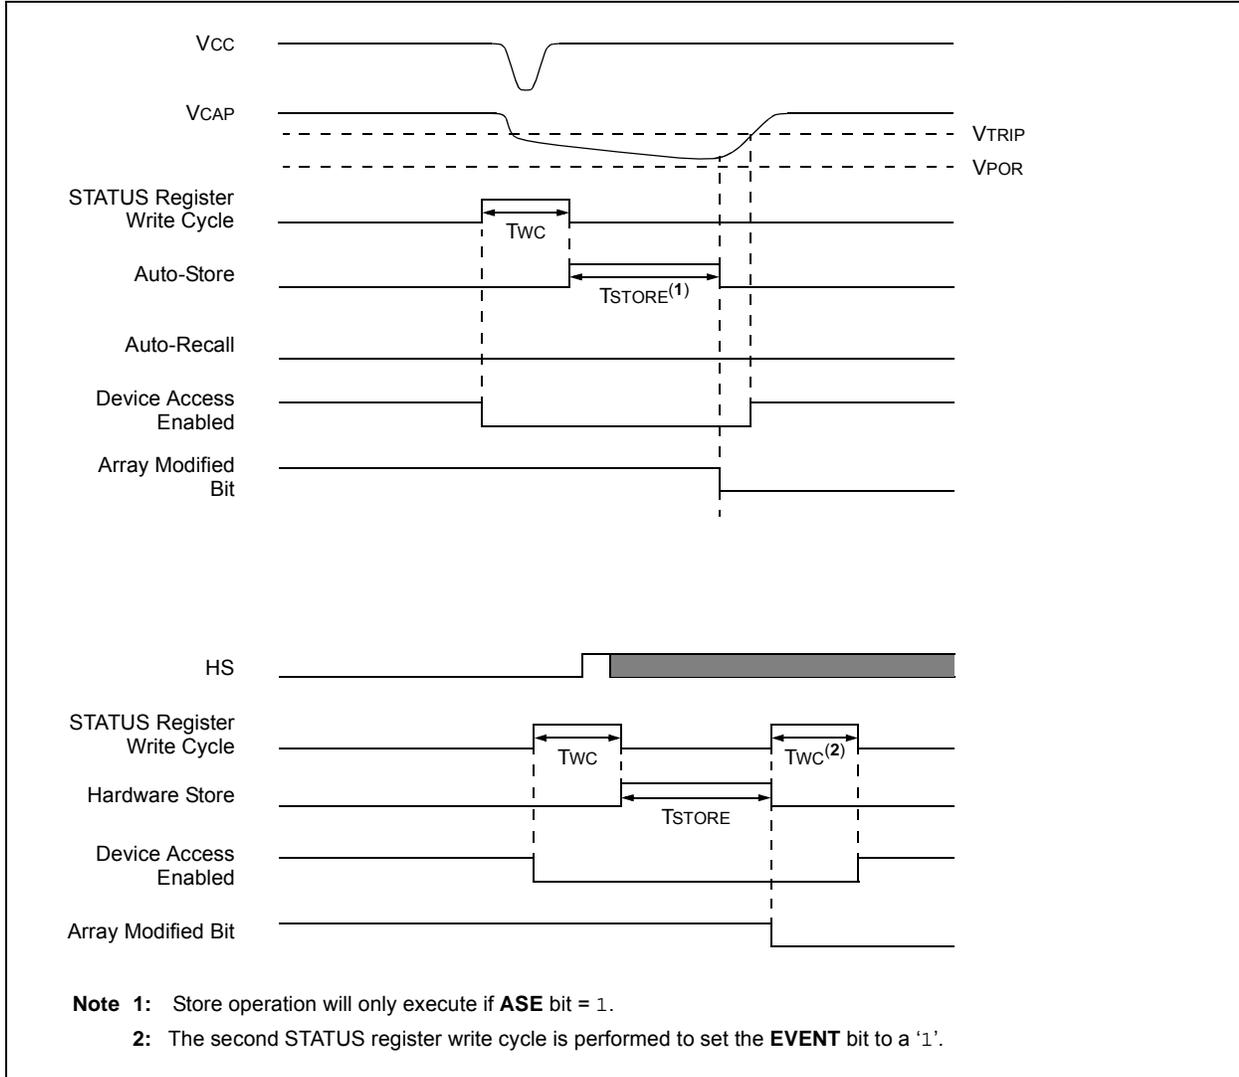 VCC
VCAP
VTRIP
VPOR
STATUS Register
Write Cycle
TWC
Auto-Store
TSTORE(1)
Auto-Recall
Device Access
Enabled
Array Modified
Bit
HS
STATUS Register
Write Cycle
TWC
TWC(2)
Hardware Store
TSTORE
Device Access
Enabled
Array Modified Bit
Note 1: Store operation will only execute if ASE bit = 1.
2: The second STATUS register write cycle is performed to set the EVENT bit to a ‘1’.